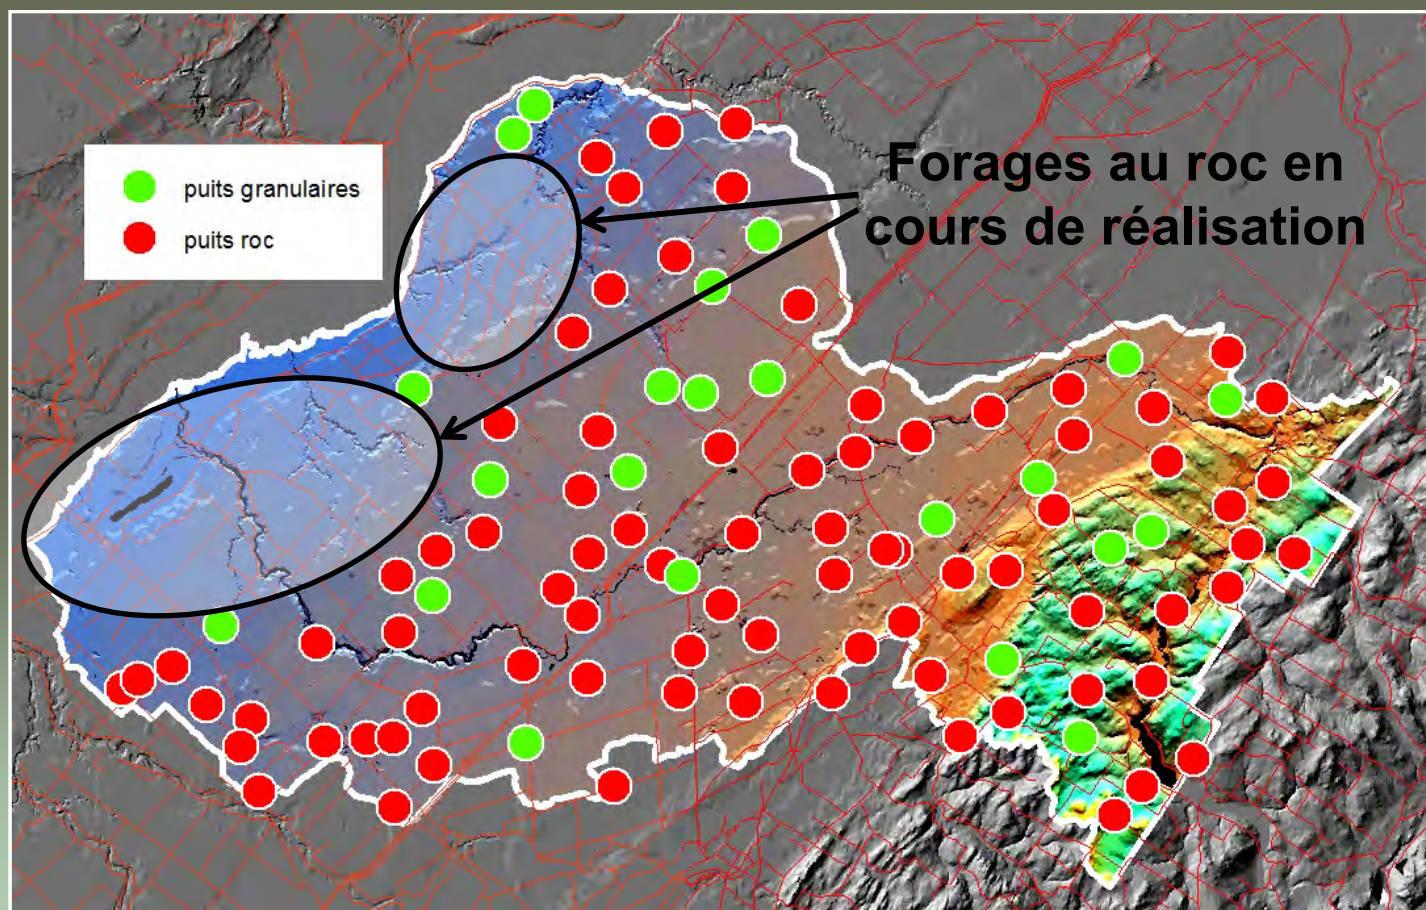 puits granulaires
puits roc
Forages au roc en
cours de réalisation